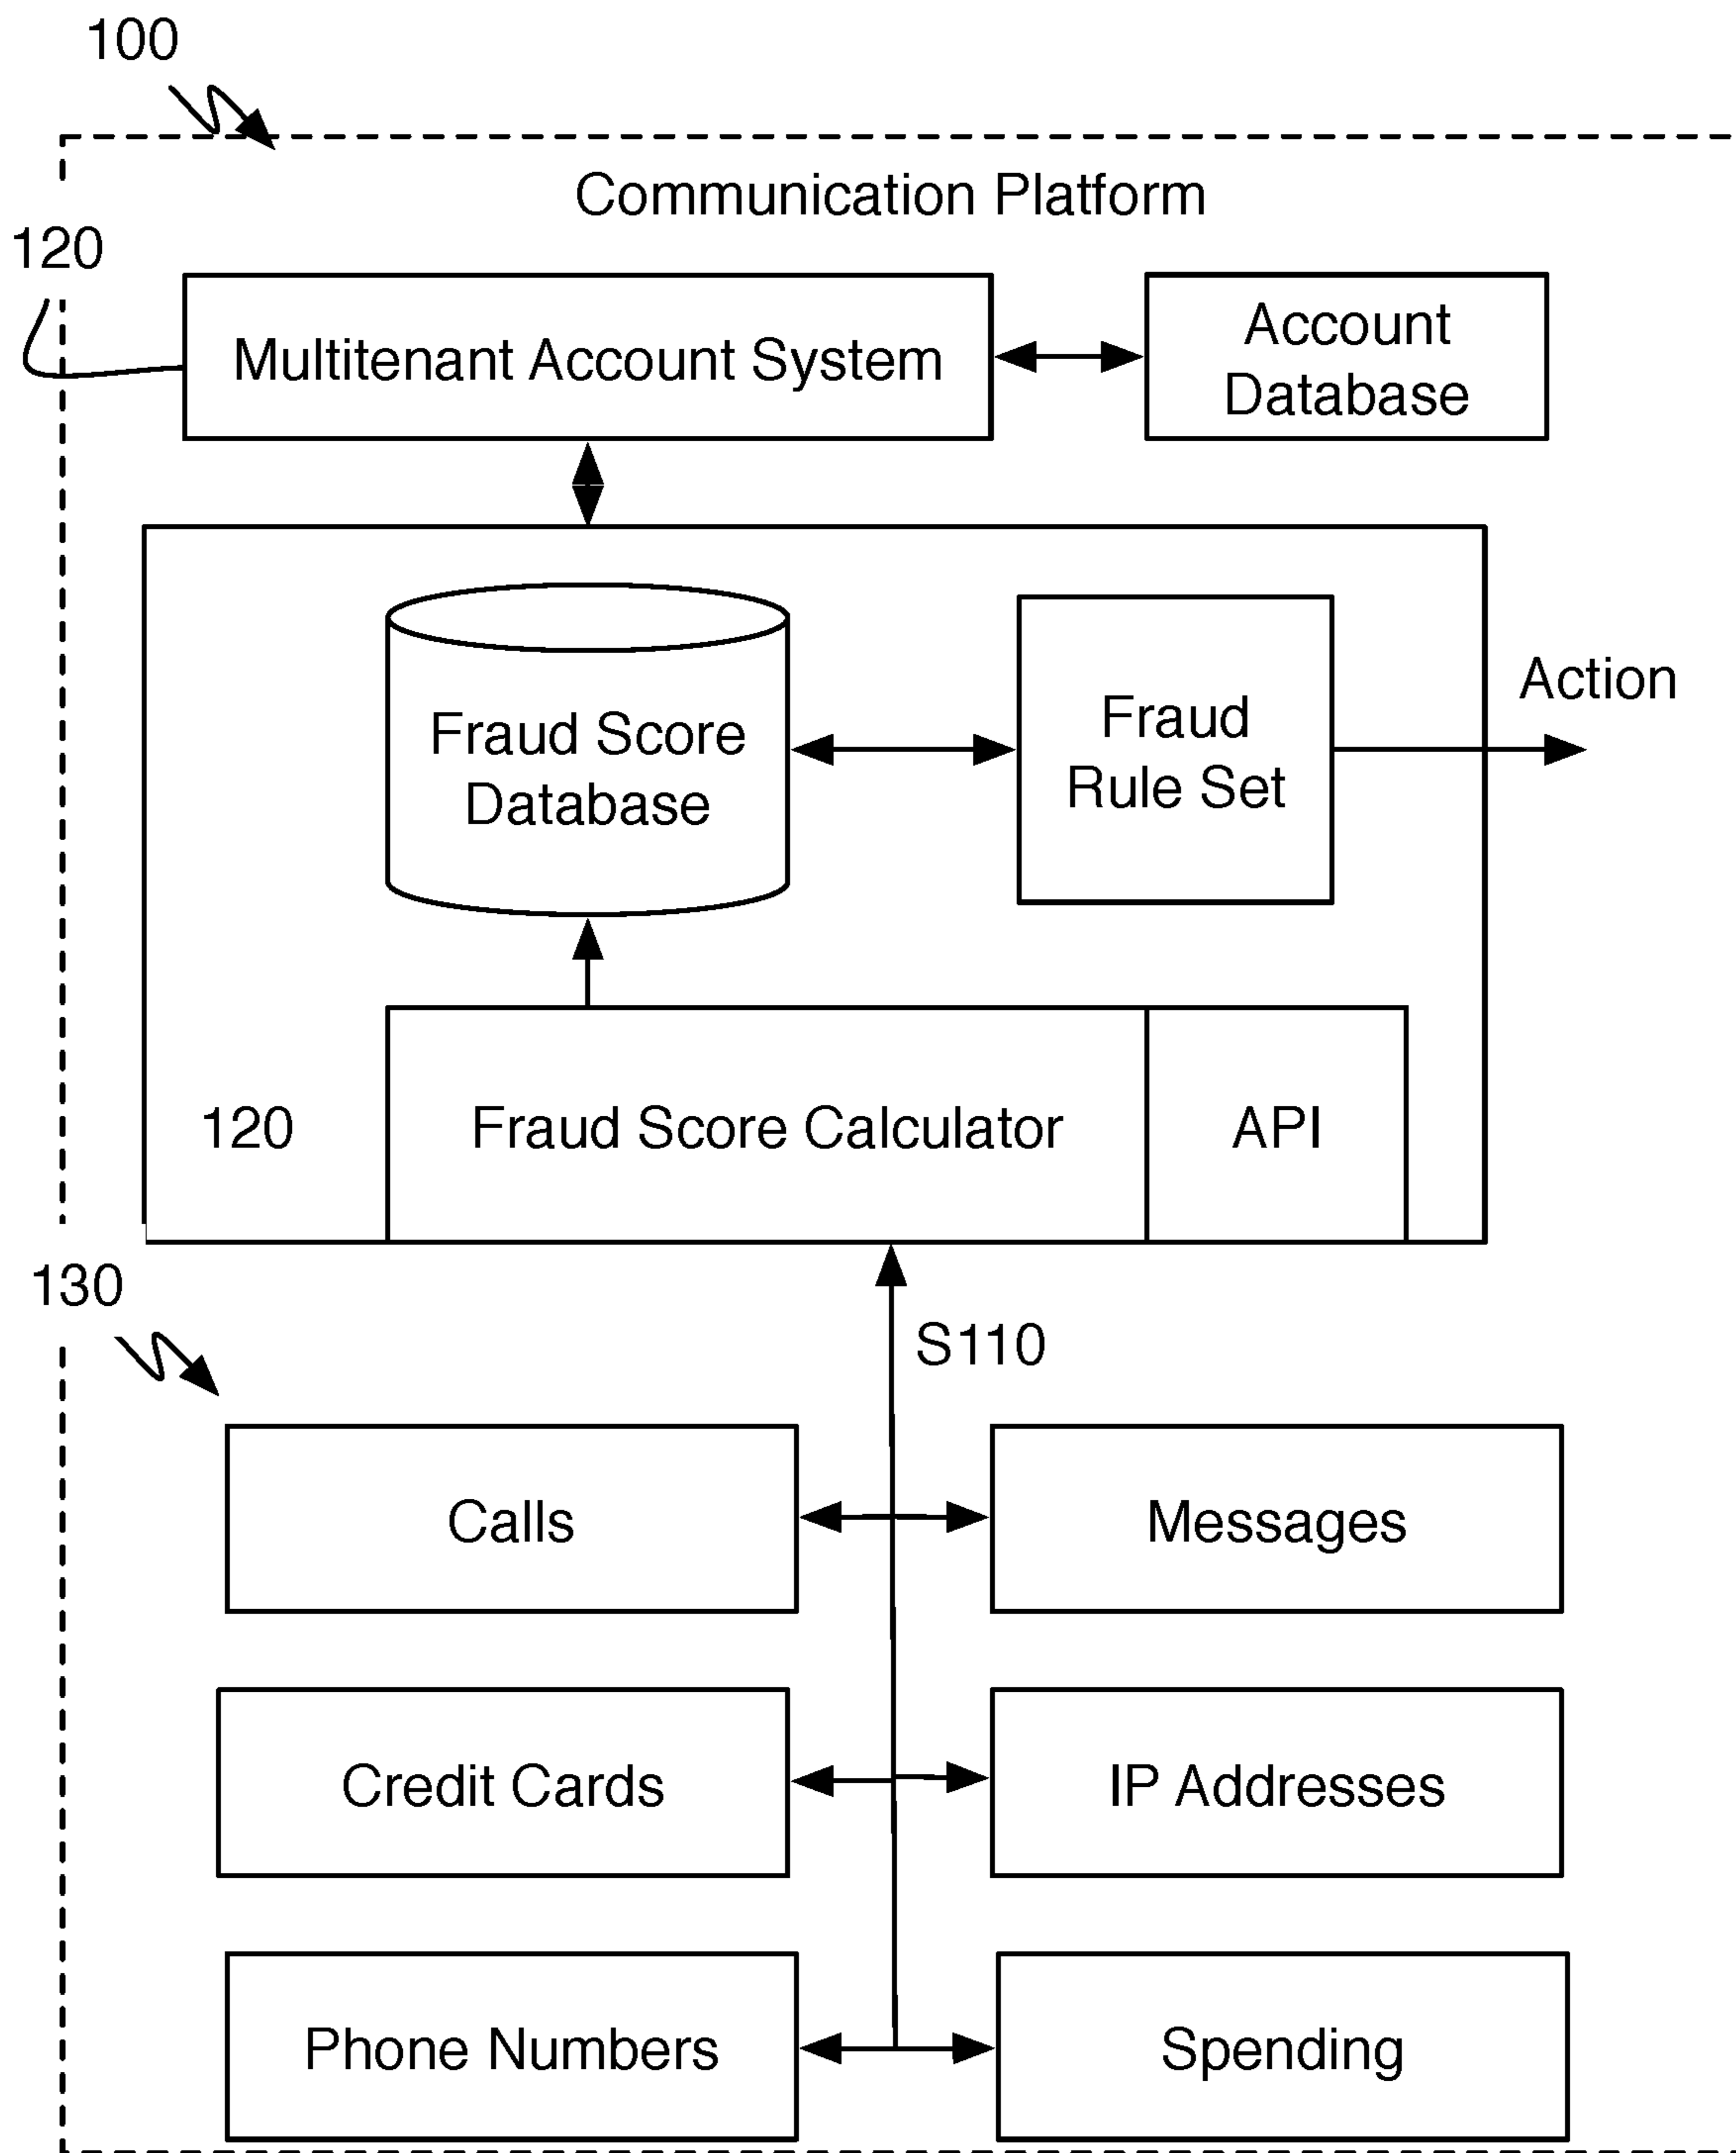 100
Communication Platform
120
Multitenant Account System
Account
Database
Fraud Score
Database
Fraud
Rule Set
Action
120
Fraud Score Calculator
API
130
S110
Calls
Messages
Credit Cards
IP Addresses
Phone Numbers
Spending